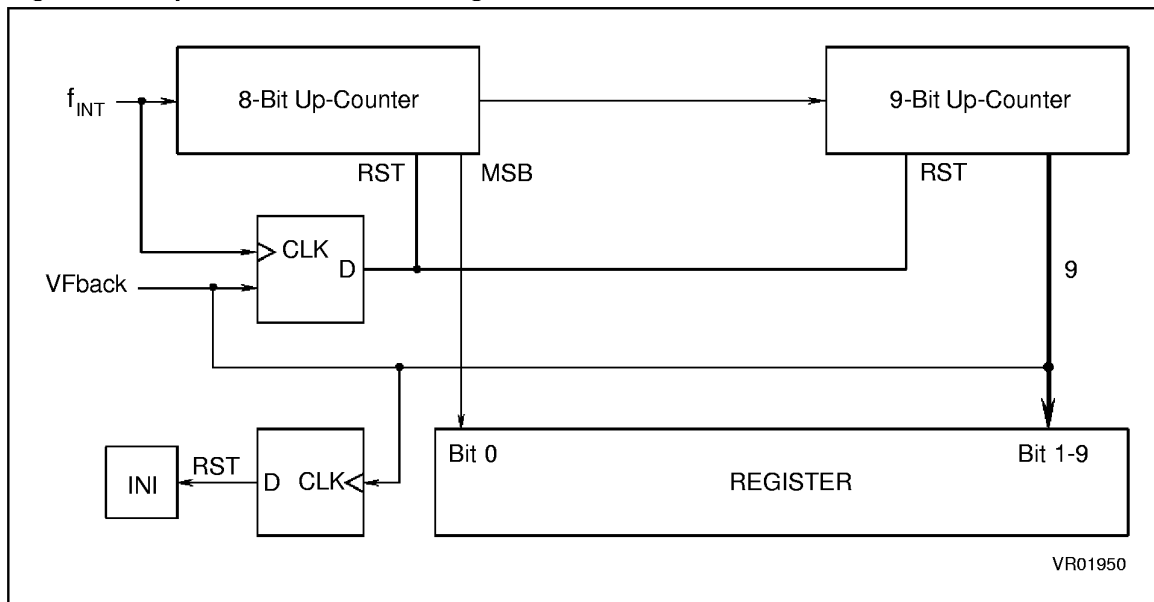 f_INT
8-Bit Up-Counter
9-Bit Up-Counter
RST
MSB
RST
CLK
D
VFback
9
Bit 0
Bit 1-9
RST
INI
D
CLK
REGISTER
VR01950